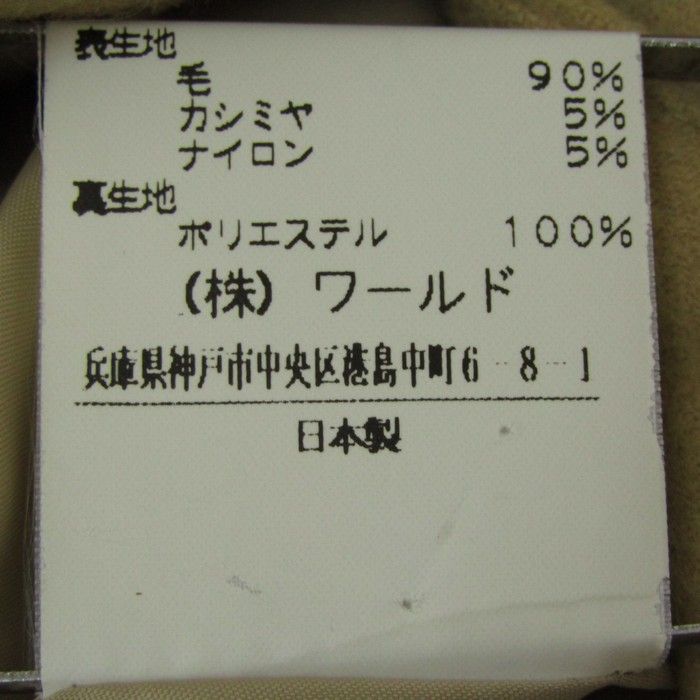 表生地
毛 90%
カシミヤ 5%
ナイロン 5%
裏生地
ポリエステル 100%
(株) ワールド
兵庫県神戸市中央区港島中町6-8-1
日本製